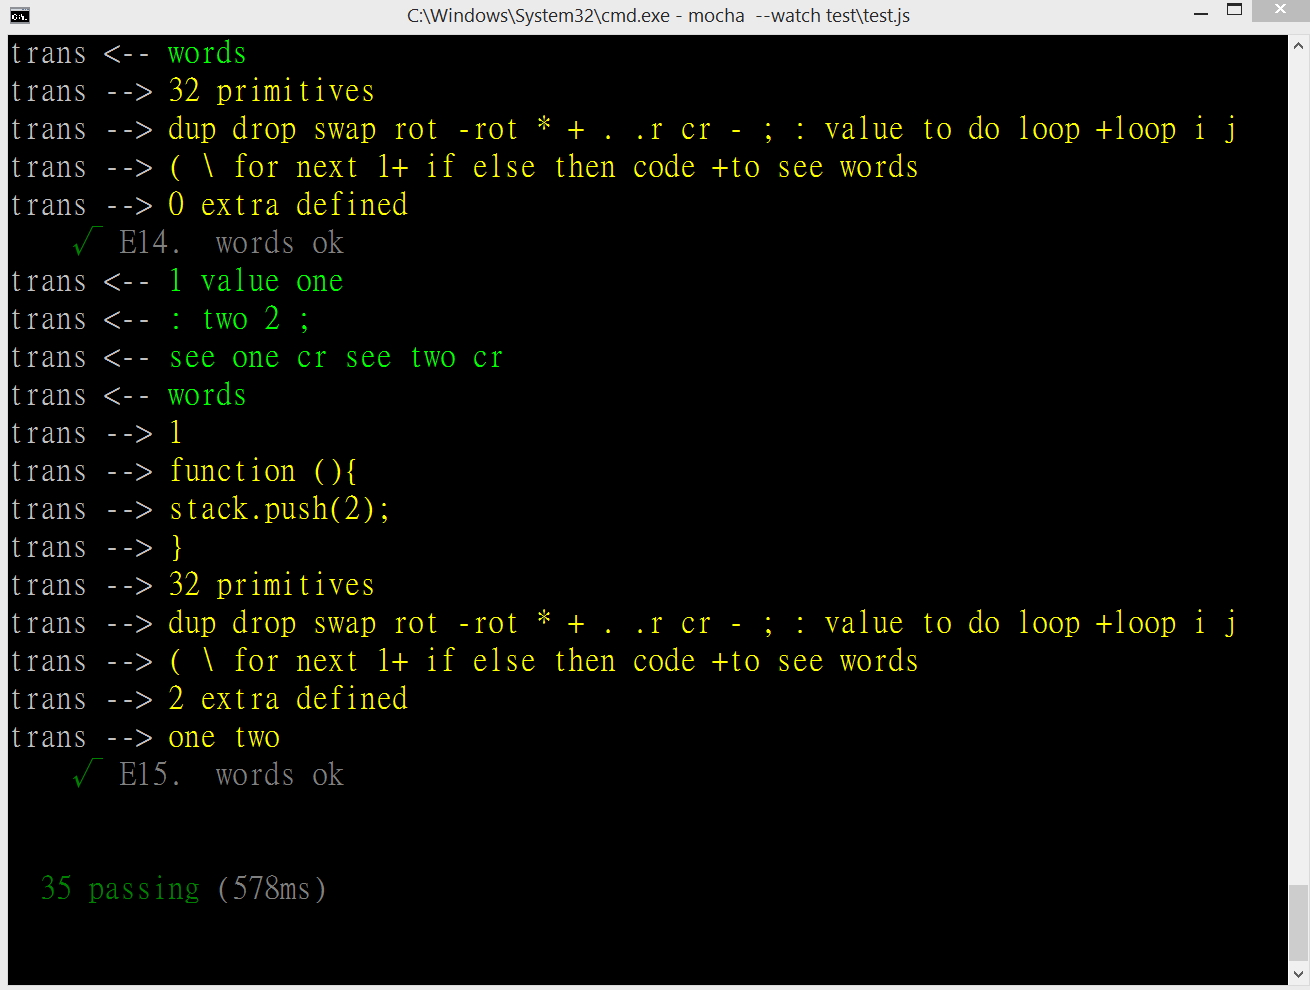 C:\Windows\System32\cmd.exe - mocha  --watch test\test.js
trans <-- words
trans --> 32 primitives
trans --> dup drop swap rot -rot * + . .r cr - ; : value to do loop +loop i j
trans --> ( \ for next 1+ if else then code +to see words
trans --> 0 extra defined
√ E14.  words ok
trans <-- 1 value one
trans <-- : two 2 ;
trans <-- see one cr see two cr
trans <-- words
trans --> 1
trans --> function (){
trans --> stack.push(2);
trans --> }
trans --> 32 primitives
trans --> dup drop swap rot -rot * + . .r cr - ; : value to do loop +loop i j
trans --> ( \ for next 1+ if else then code +to see words
trans --> 2 extra defined
trans --> one two
√ E15.  words ok
35 passing (578ms)